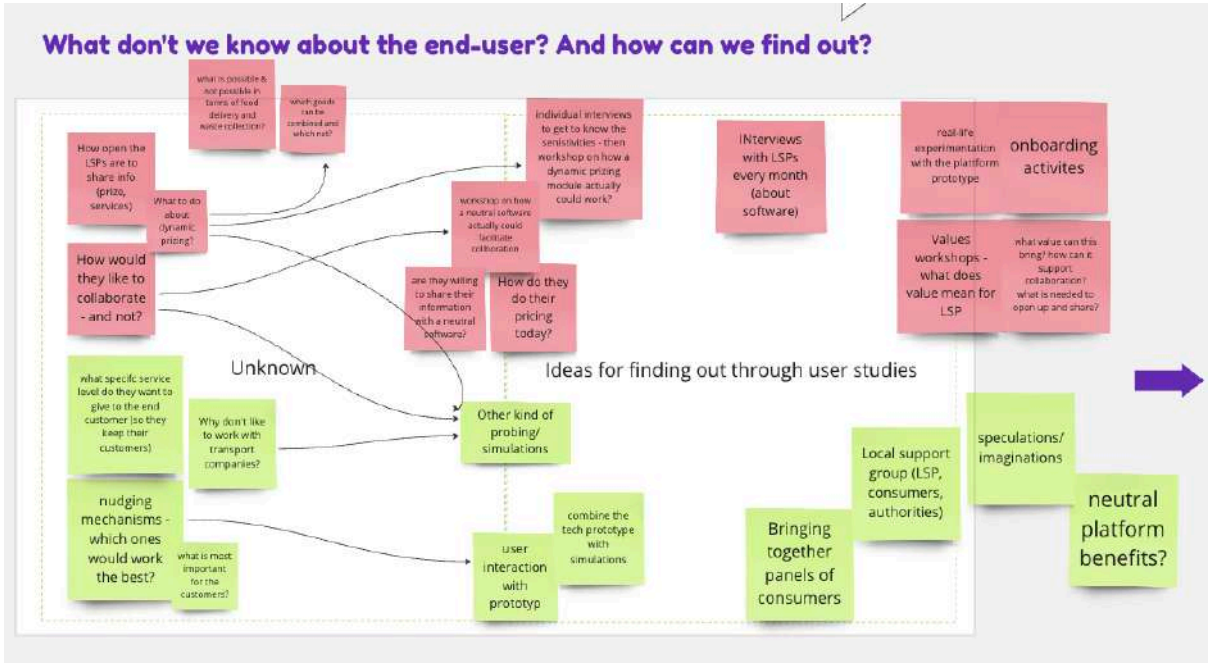 What don't we know about the end-user? And how can we find out?
what is possible &
not possible in
terms of food
delivery and
waste collection?
which goods
can be
combined and
which not?
How open the
LSPs are to
share info
(prize,
services)
What to do
about
dynamic
pricing?
How would
they like to
collaborate
- and not?
individual interviews
to get to know the
senistivities - then
workshop on how a
dynamic prizing
module actually
could work?
workshop on how
a neutral software
actually could
facilitate
collboration
are they willing
to share their
information
with a neutral
software?
How do they
do their
pricing
today?
INterviews
with LSPs
every month
(about
software)
real-life
experimentation
with the plattform
prototype
onboarding
activites
Values
workshops -
what does
value mean for
LSP
what value can this
bring? how can it
support
collaboration?
what is needed to
open up and share?
Unknown
Ideas for finding out through user studies
what specifc service
level do they want to
give to the end
customer (so they
keep their
customers)
Why don't like
to work with
transport
companies?
nudging
mechanisms -
which ones
would work
the best?
what is most
important
for the
customers?
Other kind of
probing/
simulations
user
interaction
with
prototyp
combine the
tech prototype
with
simulations
Bringing
together
panels of
consumers
Local support
group (LSP,
consumers,
authorities)
speculations/
imaginations
neutral
platform
benefits?